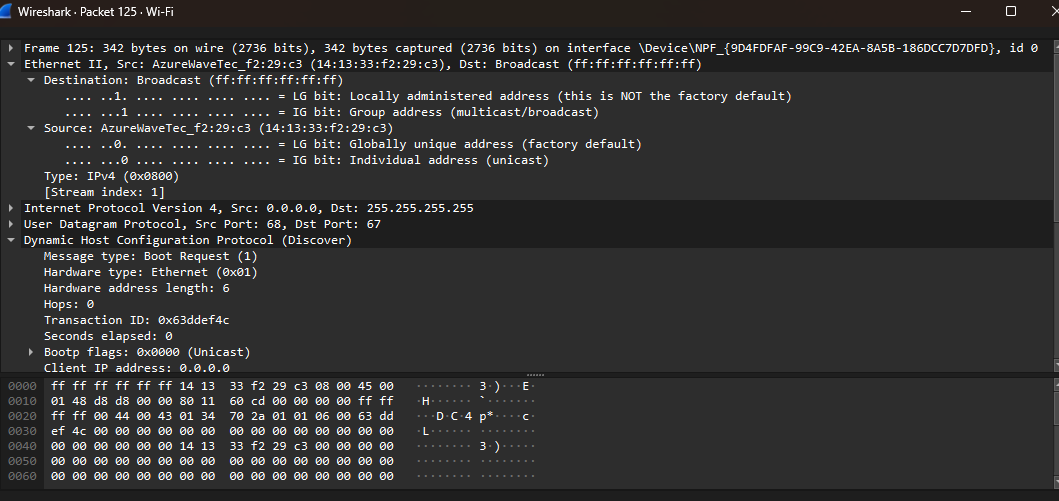 Wireshark · Packet 125 · Wi-Fi
Frame 125: 342 bytes on wire (2736 bits), 342 bytes captured (2736 bits) on interface \Device\NPF_{9D4FDFAF-99C9-42EA-8A5B-186DCC7D7DFD}, id 0
Ethernet II, Src: AzureWaveTec_f2:29:c3 (14:13:33:f2:29:c3), Dst: Broadcast (ff:ff:ff:ff:ff:ff)
Destination: Broadcast (ff:ff:ff:ff:ff:ff)
.... ..1. .... .... .... .... = LG bit: Locally administered address (this is NOT the factory default)
.... ...1 .... .... .... .... = IG bit: Group address (multicast/broadcast)
Source: AzureWaveTec_f2:29:c3 (14:13:33:f2:29:c3)
.... ..0. .... .... .... .... = LG bit: Globally unique address (factory default)
.... ...0 .... .... .... .... = IG bit: Individual address (unicast)
Type: IPv4 (0x0800)
[Stream index: 1]
Internet Protocol Version 4, Src: 0.0.0.0, Dst: 255.255.255.255
User Datagram Protocol, Src Port: 68, Dst Port: 67
Dynamic Host Configuration Protocol (Discover)
Message type: Boot Request (1)
Hardware type: Ethernet (0x01)
Hardware address length: 6
Hops: 0
Transaction ID: 0x63ddef4c
Seconds elapsed: 0
Bootp flags: 0x0000 (Unicast)
Client IP address: 0.0.0.0
0000 ff ff ff ff ff ff 14 13 33 f2 29 c3 08 00 45 00 ········ 3·)···E·
0010 01 48 d8 d8 00 00 80 11 60 cd 00 00 00 00 ff ff ·H······ `·······
0020 ff ff 00 44 00 43 01 34 70 2a 01 01 06 00 63 dd ···D·C·4 p*····c·
0030 ef 4c 00 00 00 00 00 00 00 00 00 00 00 00 00 00 ·L······ ········
0040 00 00 00 00 00 00 14 13 33 f2 29 c3 00 00 00 00 ········ 3·)·····
0050 00 00 00 00 00 00 00 00 00 00 00 00 00 00 00 00 ········ ········
0060 00 00 00 00 00 00 00 00 00 00 00 00 00 00 00 00 ········ ········